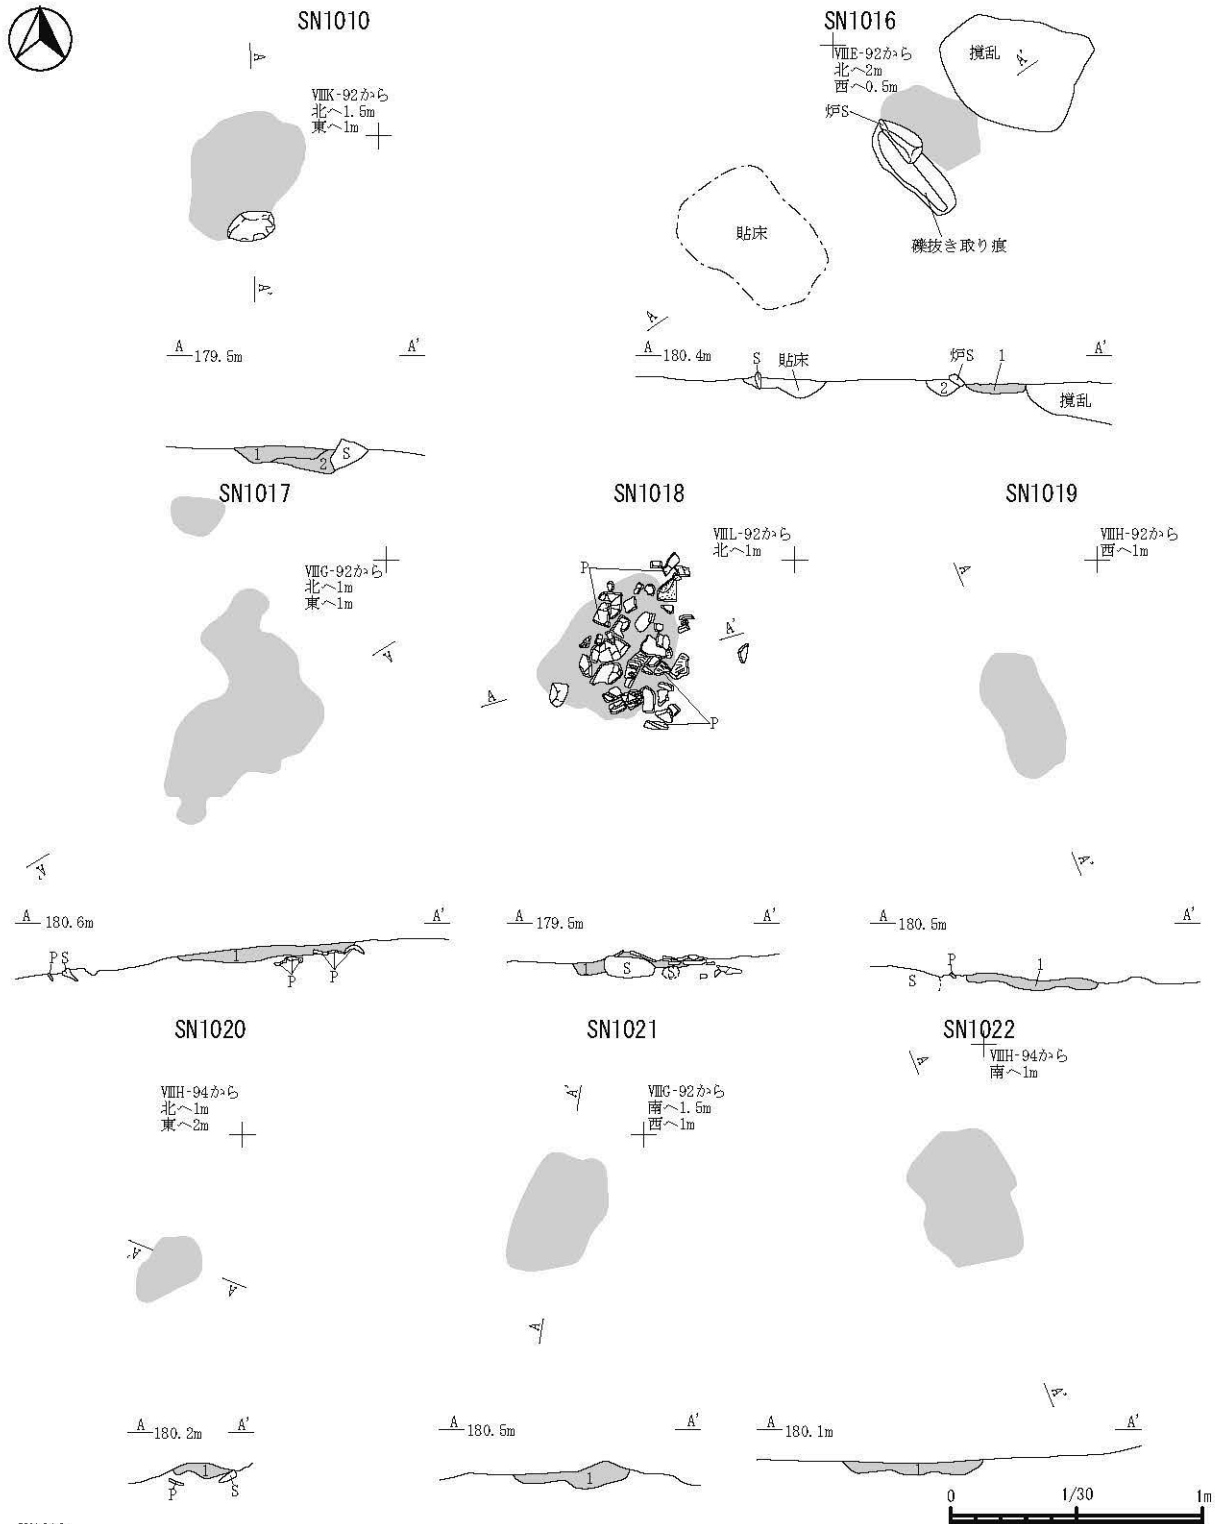 SN1010
A
ⅧK-92から
北へ1.5m
東へ1m
A'
A 179.5m A'
1
2
S
SN1016
ⅧE-92から
北へ2m
西へ0.5m
撹乱
A'
炉S
貼床
礫抜き取り痕
A
A 180.4m A'
S
貼床
炉S
1
2
撹乱
SN1017
ⅧG-92から
北へ1m
東へ1m
A
A'
A 180.6m A'
P S
1
P
P
SN1018
ⅧL-92から
北へ1m
P
A'
A
P
A 179.5m A'
1
S
S
SN1019
ⅧH-92から
西へ1m
A
A'
A 180.5m A'
S
P
1
SN1020
ⅧH-94から
北へ1m
東へ2m
A'
A
A 180.2m A'
1
P
S
SN1021
A'
ⅧG-92から
南へ1.5m
西へ1m
A
A 180.5m A'
1
SN1022
A
ⅧH-94から
南へ1m
A'
A 180.1m A'
1
0 1/30 1m